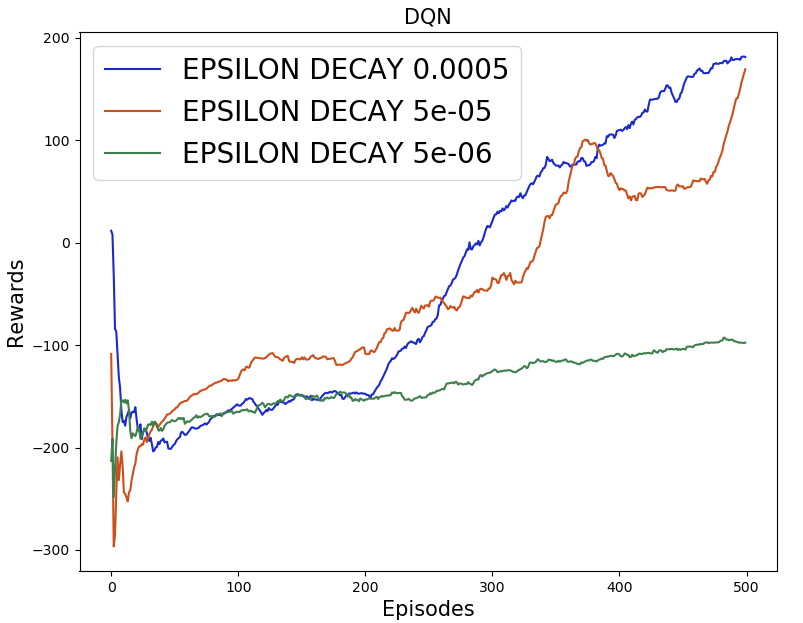 DQN
EPSILON DECAY 0.0005
EPSILON DECAY 5e-05
EPSILON DECAY 5e-06
200
100
0
−100
−200
−300
Rewards
0 100 200 300 400 500
Episodes